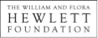 THE WILLIAM AND FLORA
HEWLETT
FOUNDATION